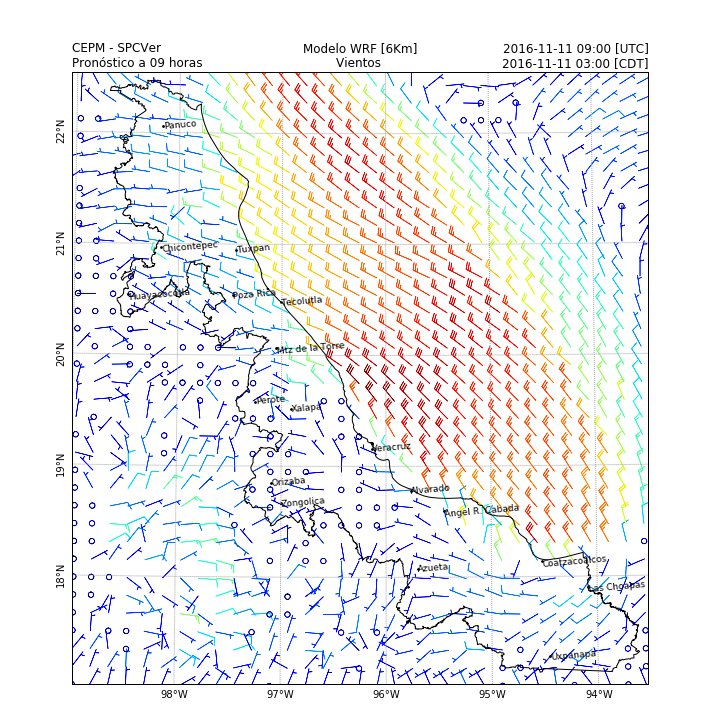 CEPM - SPCVer Modelo WRF [6Km] 2016-11-11 09:00 [UTC]
Pronóstico a 09 horas Vientos 2016-11-11 03:00 [CDT]
22°N
Panuco
21°N
Chicontepec
Tuxpan
Huayacocotla
Poza Rica
Tecolutla
20°N
Mtz de la Torre
Perote
Xalapa
19°N
Veracruz
Orizaba
Alvarado
Zongolica
Angel R. Cabada
18°N
Azueta
Coatzacoalcos
Las Choapas
Uxpanapa
98°W 97°W 96°W 95°W 94°W